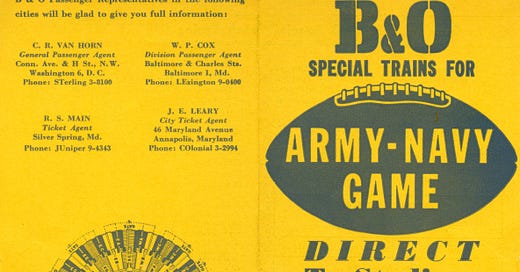 B & O Passenger Representatives in the following
cities will be glad to give you full information:
C. R. VAN HORN
General Passenger Agent
Conn. Ave. & H St., N.W.
Washington 6, D. C.
Phone: STerling 3-8100
W. P. COX
Division Passenger Agent
Baltimore & Charles Sts.
Baltimore 1, Md.
Phone: LExington 9-0400
R. S. MAIN
Ticket Agent
Silver Spring, Md.
Phone: JUniper 9-4343
J. E. LEARY
City Ticket Agent
46 Maryland Avenue
Annapolis, Maryland
Phone: COlonial 3-2994
B&O
SPECIAL TRAINS FOR
ARMY-NAVY
GAME
DIRECT